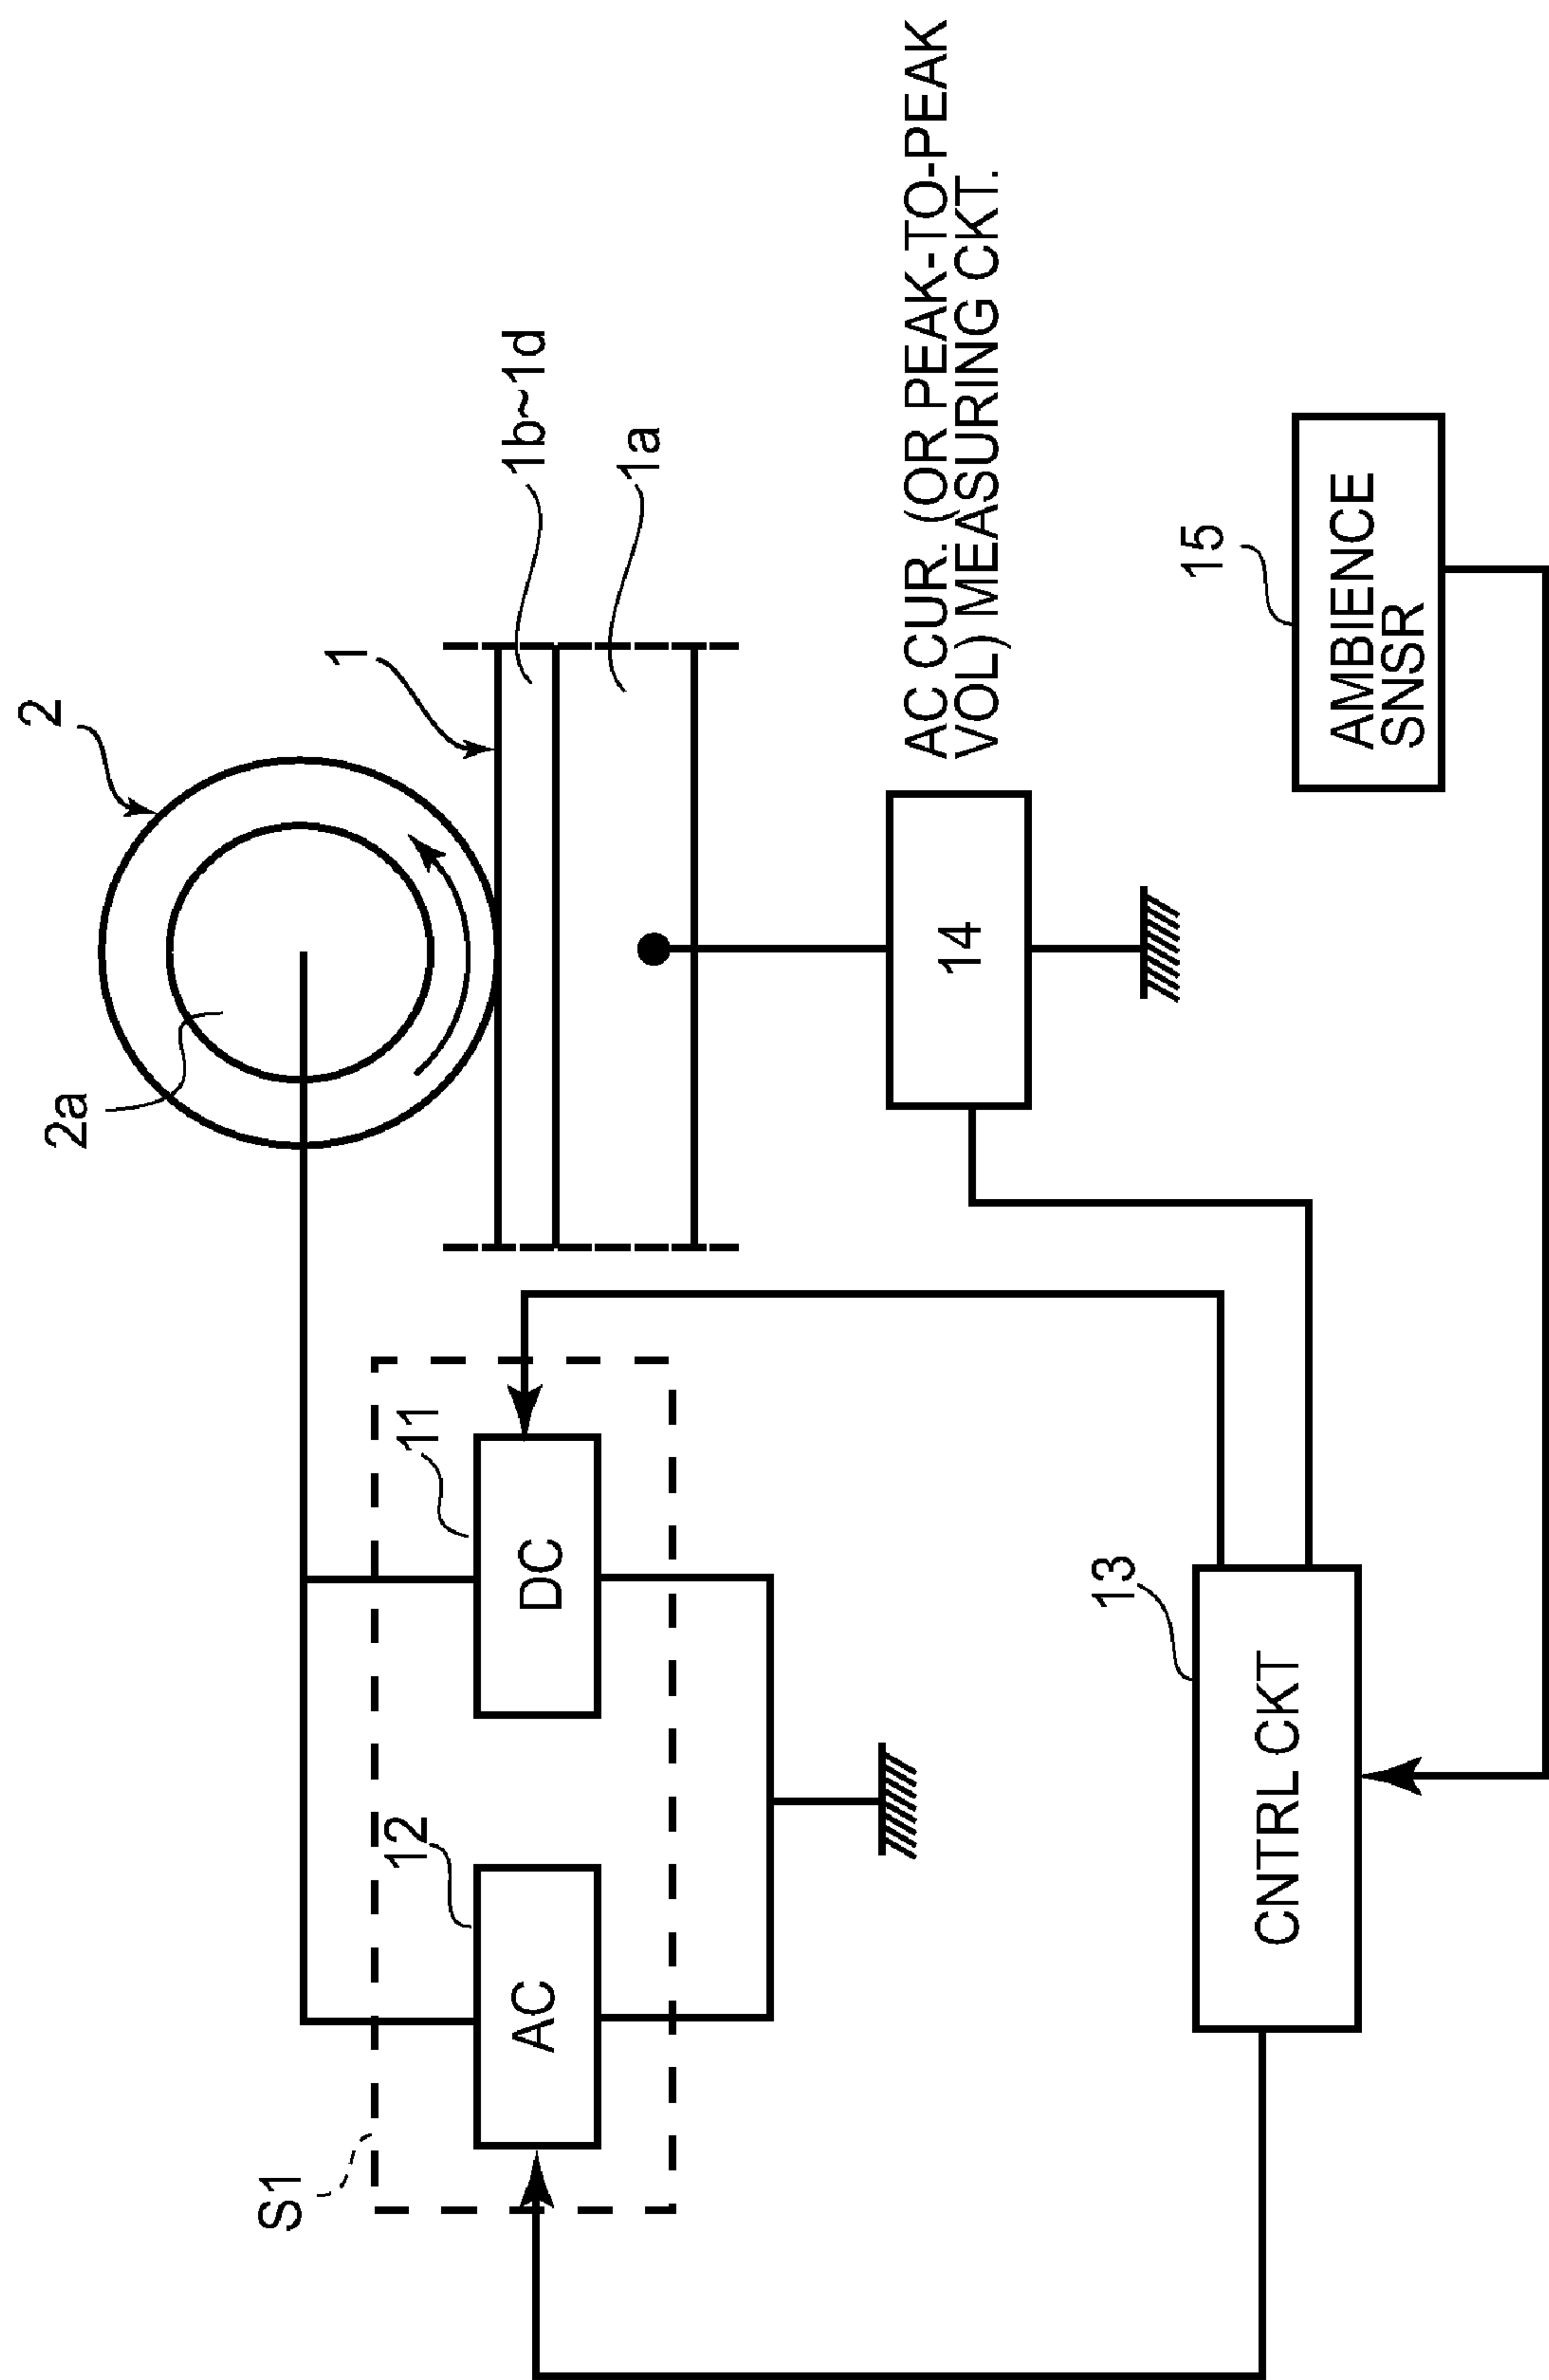 2
2a
1
1b~1d
1a
S1
12
11
AC
DC
14
AC CUR. (OR PEAK-TO-PEAK
VOL) MEASURING CKT.
13
CNTRL CKT
15
AMBIENCE
SNSR